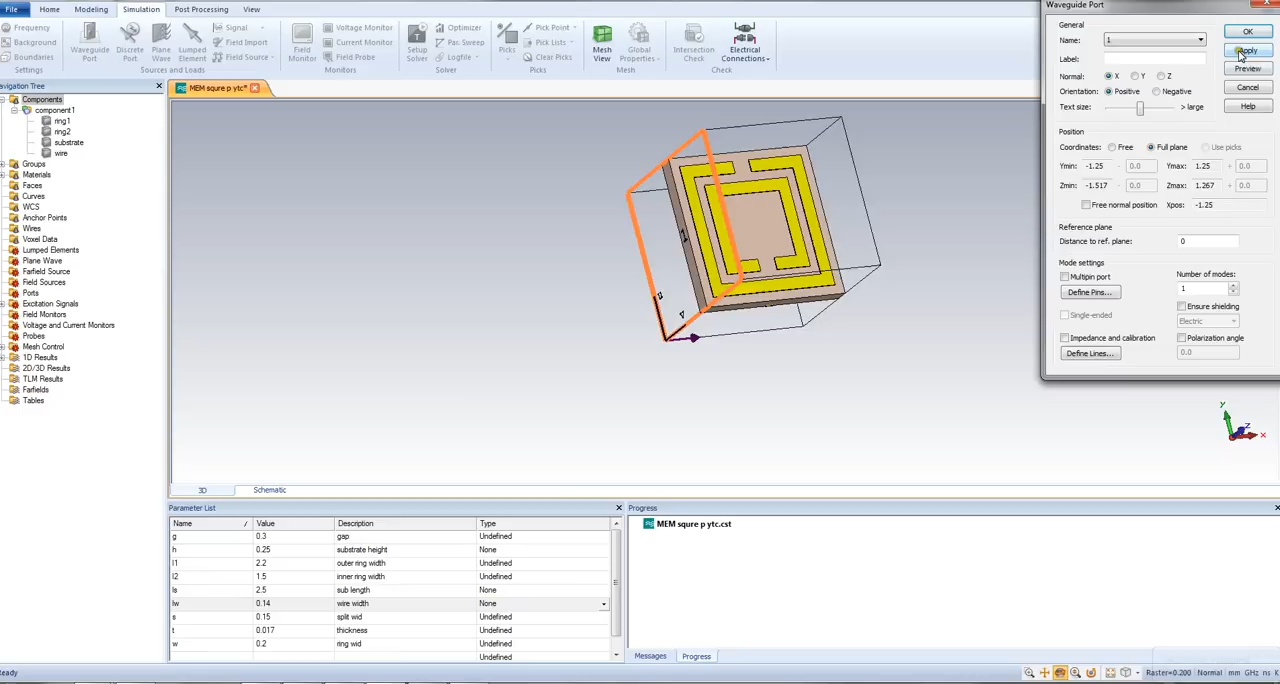 File Home Modeling Simulation Post Processing View
Frequency
Background
Boundaries
Settings
Waveguide Port
Discrete Port
Plane Wave
Lumped Element
Signal
Field Import
Field Source
Sources and Loads
Field Monitor
Voltage Monitor
Current Monitor
Field Probe
Monitors
Setup Solver
Optimizer
Par. Sweep
Logfile
Solver
Picks
Pick Point
Pick Lists
Clear Picks
Picks
Mesh View
Global Properties
Mesh
Intersection Check
Electrical Connections
Check
avigation Tree
MEM squre p ytc*
Components
component1
ring1
ring2
substrate
wire
Groups
Materials
Faces
Curves
WCS
Anchor Points
Wires
Voxel Data
Lumped Elements
Plane Wave
Farfield Source
Field Sources
Ports
Excitation Signals
Field Monitors
Voltage and Current Monitors
Probes
Mesh Control
1D Results
2D/3D Results
TLM Results
Farfields
Tables
Waveguide Port
General
Name: 1
Label:
Normal: X Y Z
Orientation: Positive Negative
Text size: > large
OK
Preview
Cancel
Help
Position
Coordinates: Free Full plane Use picks
Ymin: -1.25 - 0.0 Ymax: 1.25 + 0.0
Zmin: -1.517 - 0.0 Zmax: 1.267 + 0.0
Free normal position Xpos: -1.25
Reference plane
Distance to ref. plane: 0
Mode settings
Multipin port
Define Pins...
Single-ended
Impedance and calibration
Define Lines...
Number of modes:
1
Ensure shielding
Electric
Polarization angle
0.0
Y
Z
X
3D Schematic
Parameter List
Name / Value Description Type
g 0.3 gap Undefined
h 0.25 substrate height None
l1 2.2 outer ring width Undefined
l2 1.5 inner ring width Undefined
ls 2.5 sub length None
lw 0.14 wire width None
s 0.15 split wid Undefined
t 0.017 thickness Undefined
w 0.2 ring wid Undefined
Undefined
Progress
MEM squre p ytc.cst
Messages Progress
Ready
Raster=0.200 Normal mm GHz ns K